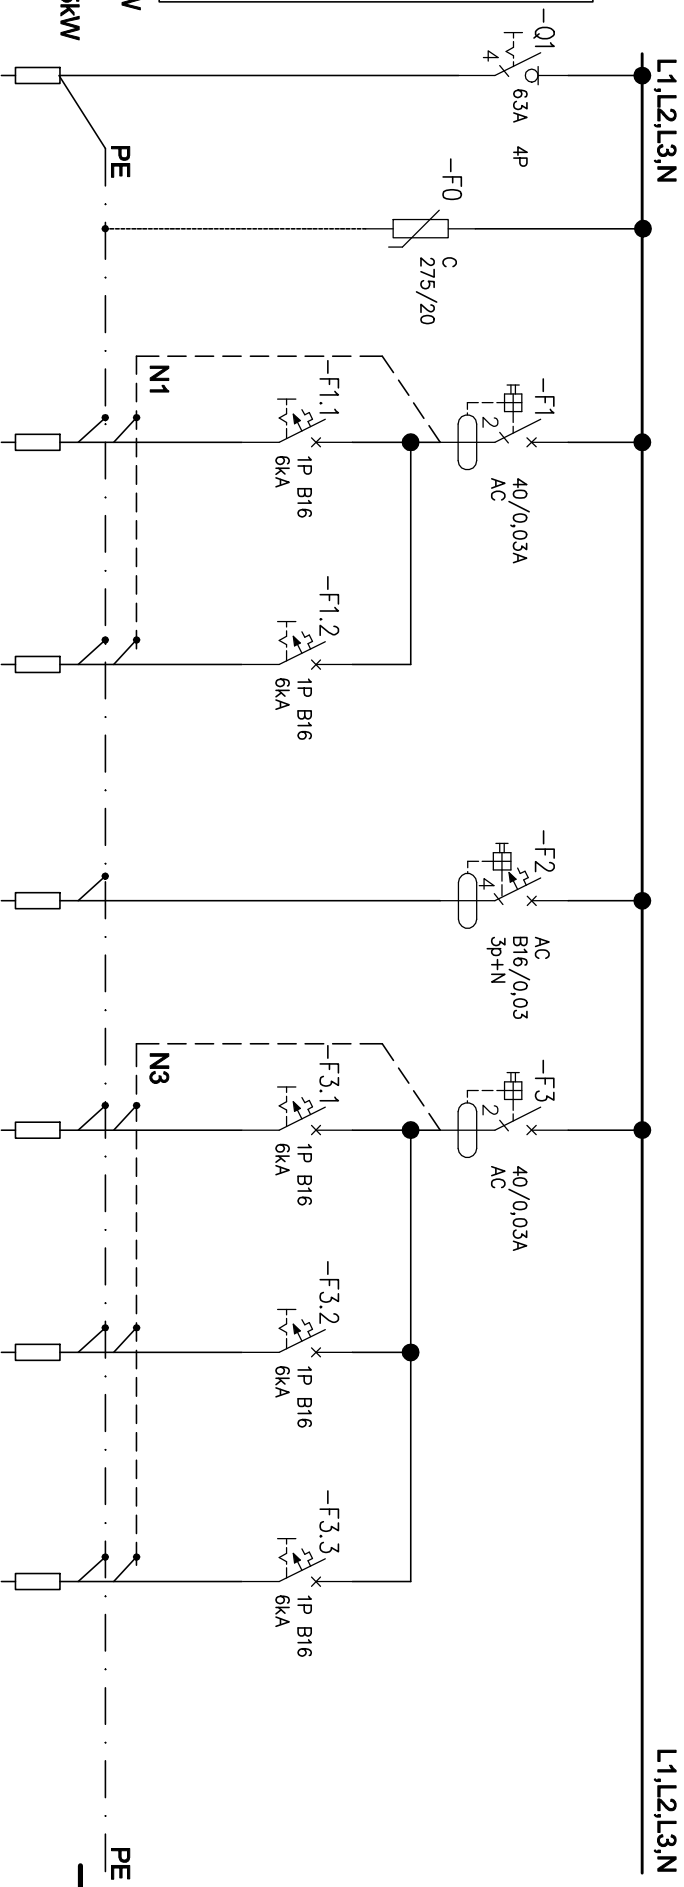 L1,L2,L3,N
L1,L2,L3,N
-Q1
4
63A 4P
-F0
C
275/20
-F1
2
40/0,03A
AC
-F2
4
AC
B16/0,03
3p+N
-F3
2
40/0,03A
AC
-F1.1
1P B16
6kA
-F1.2
1P B16
6kA
-F3.1
1P B16
6kA
-F3.2
1P B16
6kA
-F3.3
1P B16
6kA
N1
N3
PE
PE